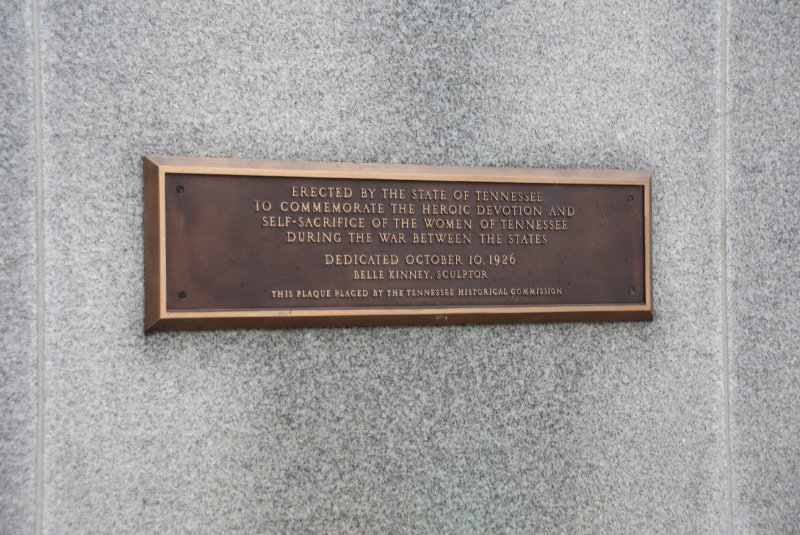 ERECTED BY THE STATE OF TENNESSEE
TO COMMEMORATE THE HEROIC DEVOTION AND
SELF-SACRIFICE OF THE WOMEN OF TENNESSEE
DURING THE WAR BETWEEN THE STATES
DEDICATED OCTOBER 10, 1926
BELLE KINNEY, SCULPTOR
THIS PLAQUE PLACED BY THE TENNESSEE HISTORICAL COMMISSION